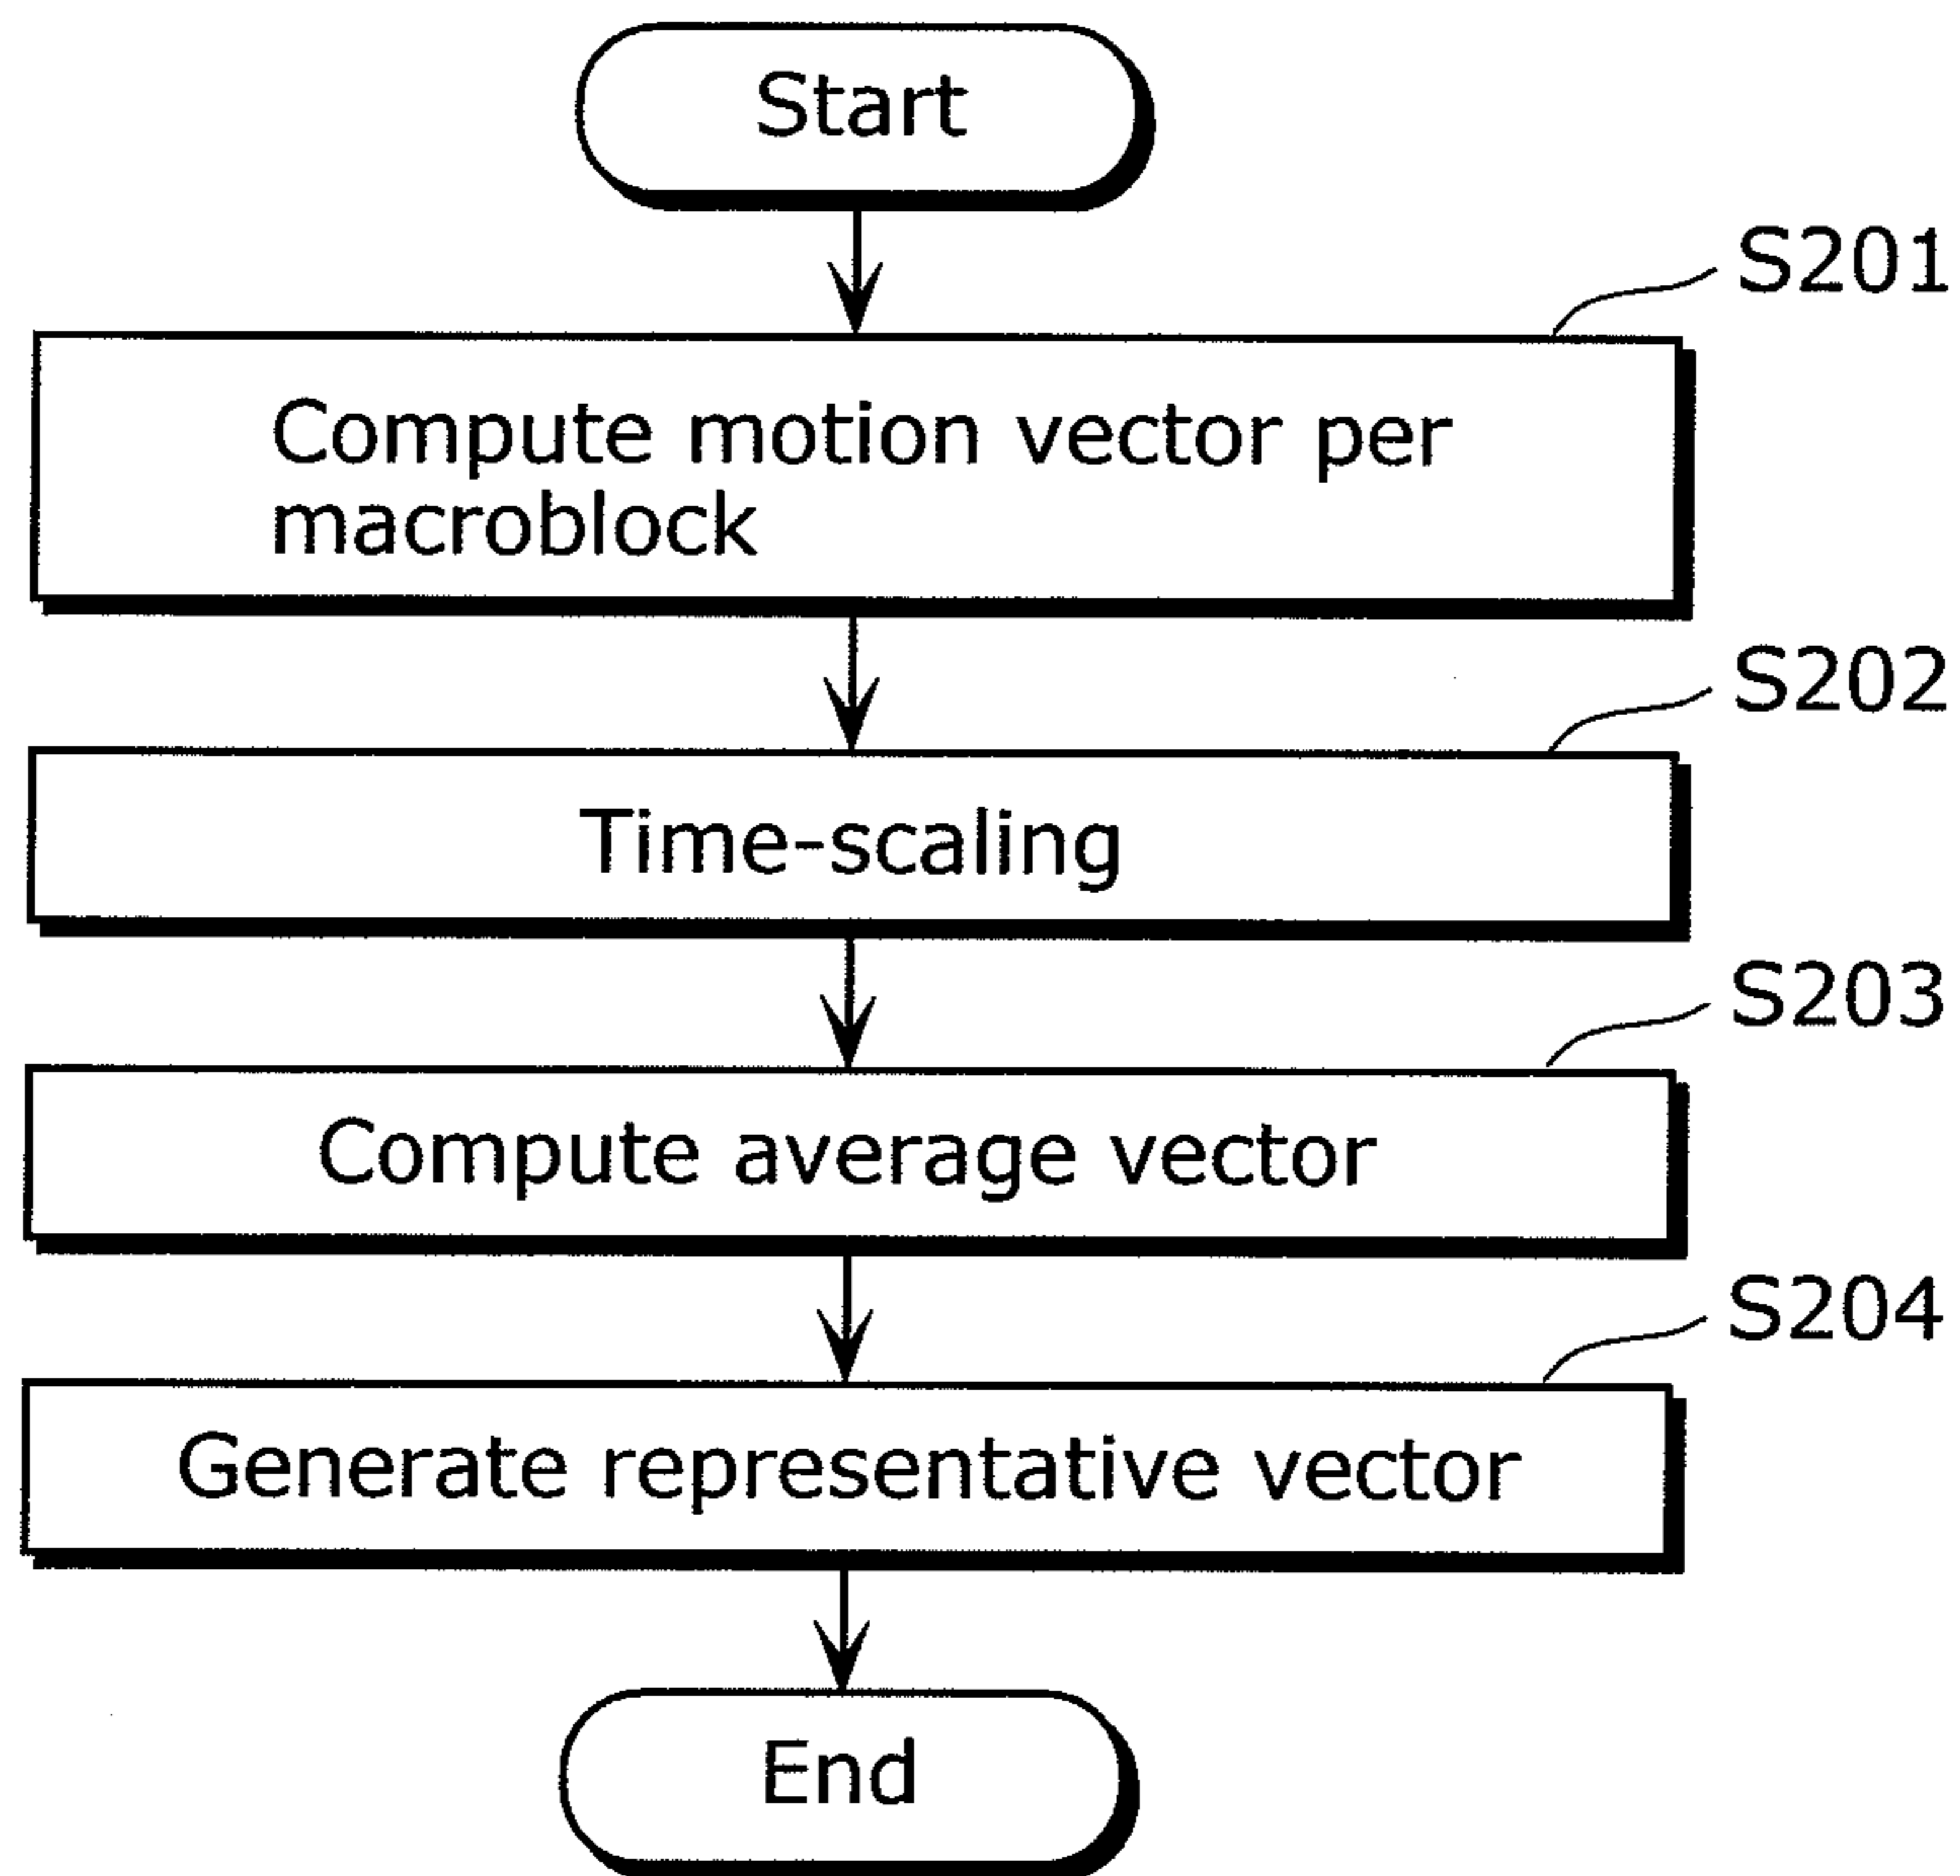 Start
S201
Compute motion vector per
macroblock
S202
Time-scaling
S203
Compute average vector
S204
Generate representative vector
End